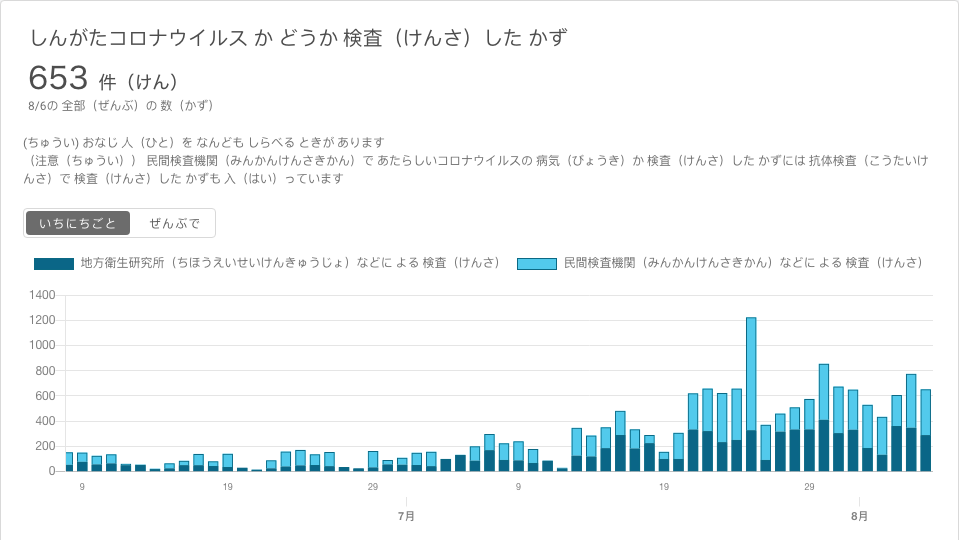 しんがたコロナウイルス か どうか 検査（けんさ）した かず
653 件（けん）
8/6の 全部（ぜんぶ）の 数（かず）
(ちゅうい) おなじ 人（ひと）を なんども しらべる ときが あります
（注意（ちゅうい）） 民間検査機関（みんかんけんさきかん）で あたらしいコロナウイルスの 病気（びょうき）か 検査（けんさ）した かずには 抗体検査（こうたいけ
んさ）で 検査（けんさ）した かずも 入（はい）っています
いちにちごと ぜんぶで
地方衛生研究所（ちほうえいせいけんきゅうじょ）などに よる 検査（けんさ） 民間検査機関（みんかんけんさきかん）などに よる 検査（けんさ）
1400
1200
1000
800
600
400
200
0
9 19 29 9 19 29
7月 8月